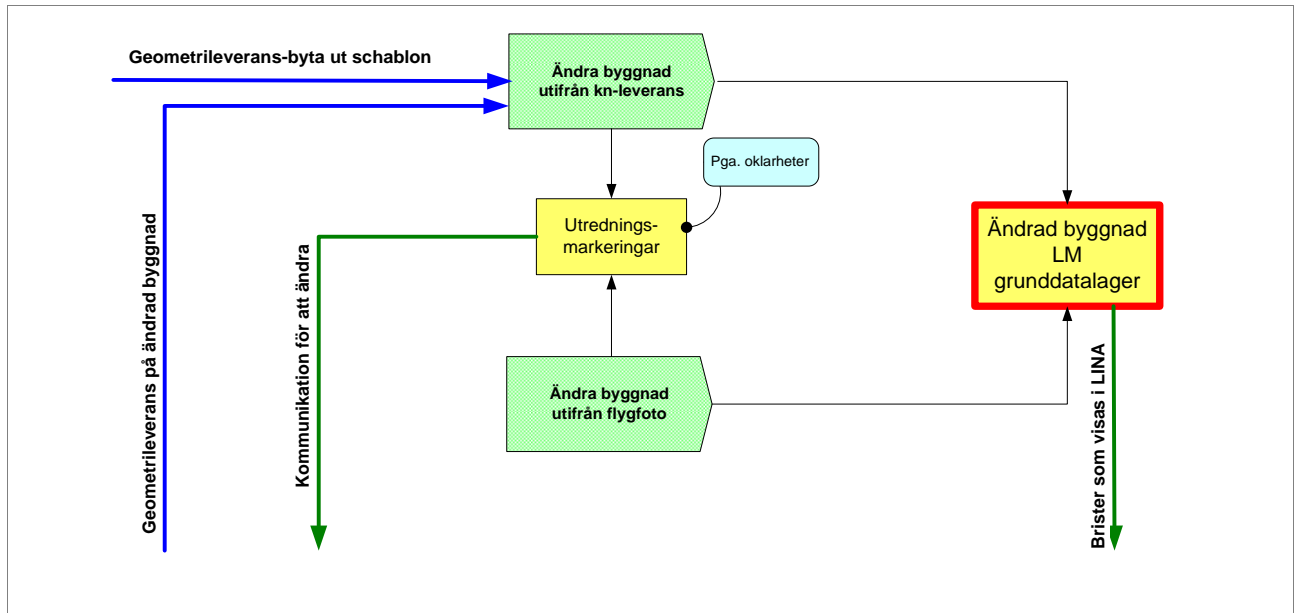 Geometrileverans-byta ut schablon
Ändra byggnad
utifrån kn-leverans
Pga. oklarheter
Utrednings-
markeringar
Ändrad byggnad
LM
grunddatalager
Geometrileverans på ändrad byggnad
Kommunikation för att ändra
Ändra byggnad
utifrån flygfoto
Brister som visas i LINA